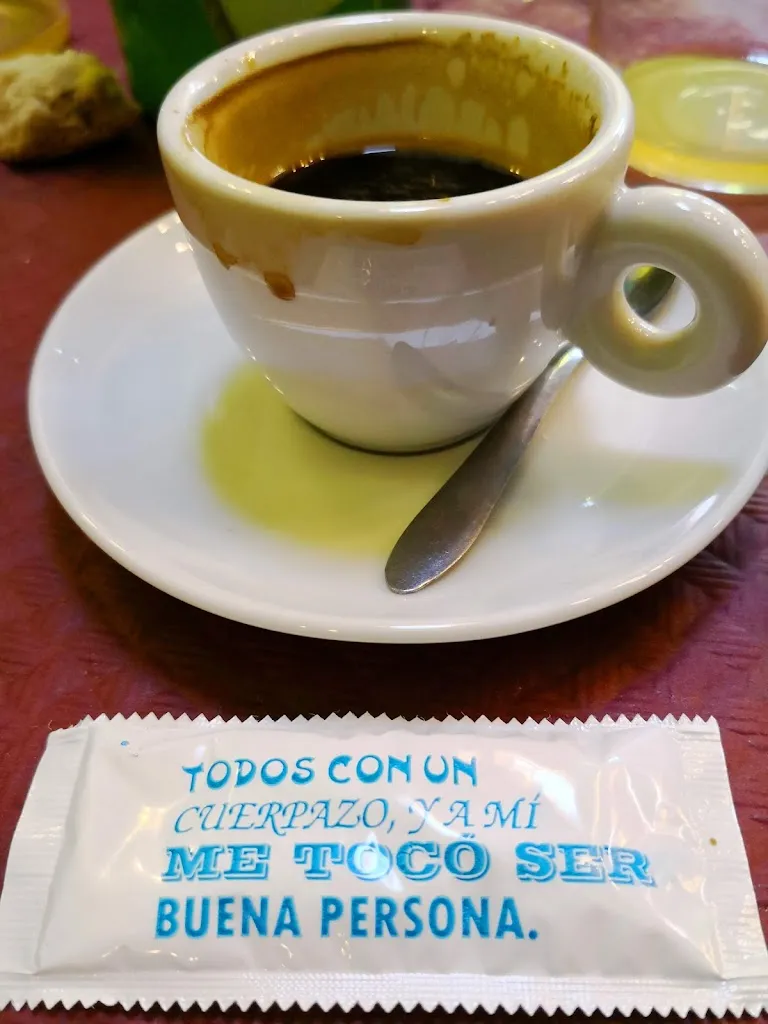 TODOS CON UN
CUERPAZO, Y A MÍ
ME TOCÓ SER
BUENA PERSONA.